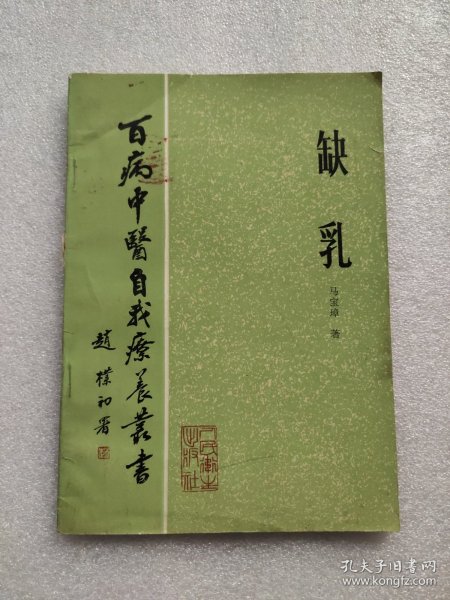 缺乳
马宝璋 著
百病中醫自我療養叢書
趙樸初署
人民衛生出版社
孔夫子旧书网
www.kongfz.com